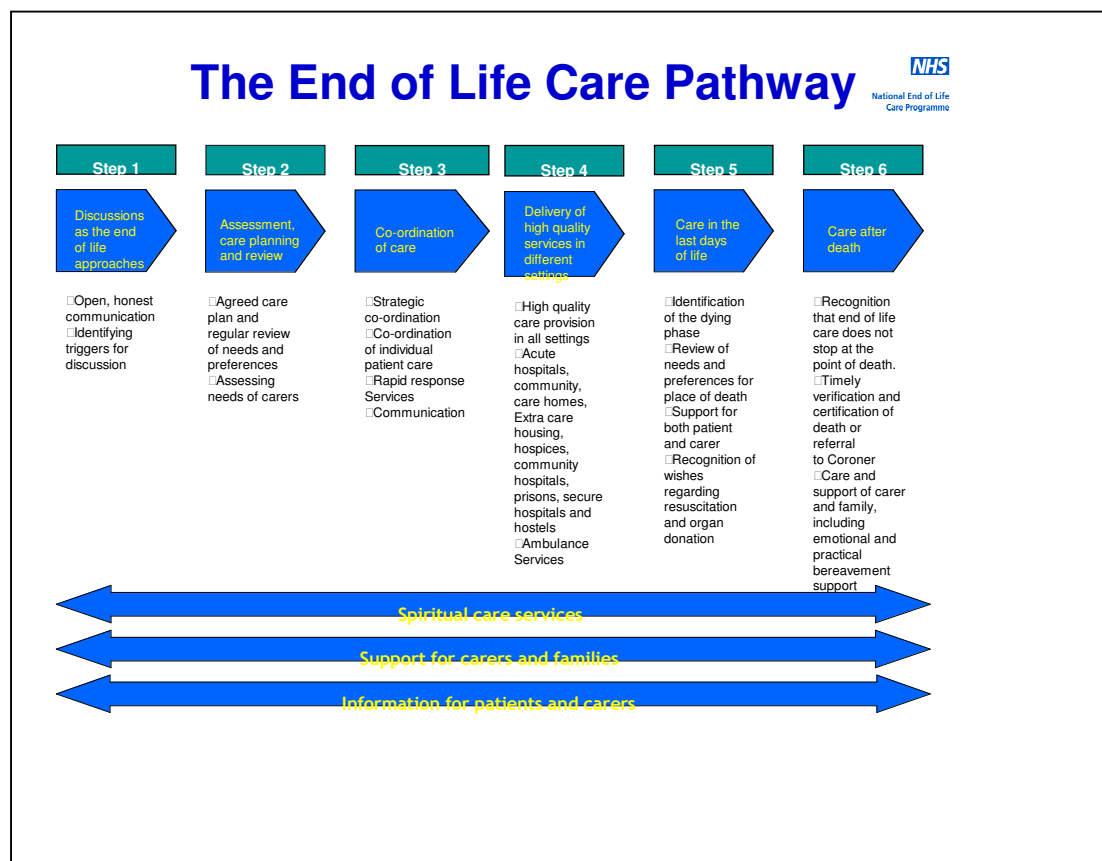 The End of Life Care Pathway
NHS
National End of Life
Care Programme
Step 1
Discussions
as the end
of life
approaches
□Open, honest
communication
□Identifying
triggers for
discussion
Step 2
Assessment,
care planning
and review
□Agreed care
plan and
regular review
of needs and
preferences
□Assessing
needs of carers
Step 3
Co-ordination
of care
□Strategic
co-ordination
□Co-ordination
of individual
patient care
□Rapid response
Services
□Communication
Step 4
Delivery of
high quality
services in
different
settings
□High quality
care provision
in all settings
□Acute
hospitals,
community,
care homes,
Extra care
housing,
hospices,
community
hospitals,
prisons, secure
hospitals and
hostels
□Ambulance
Services
Step 5
Care in the
last days
of life
□Identification
of the dying
phase
□Review of
needs and
preferences for
place of death
□Support for
both patient
and carer
□Recognition of
wishes
regarding
resuscitation
and organ
donation
Step 6
Care after
death
□Recognition
that end of life
care does not
stop at the
point of death.
□Timely
verification and
certification of
death or
referral
to Coroner
□Care and
support of carer
and family,
including
emotional and
practical
bereavement
support
Spiritual care services
Support for carers and families
Information for patients and carers